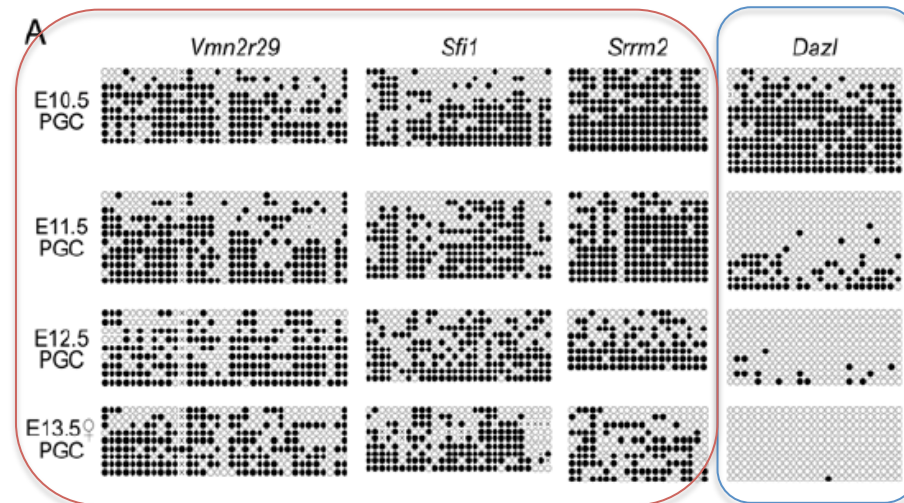 A
Vmn2r29 Sfi1 Srrm2 Dazl
E10.5
PGC
E11.5
PGC
E12.5
PGC
E13.5♀
PGC